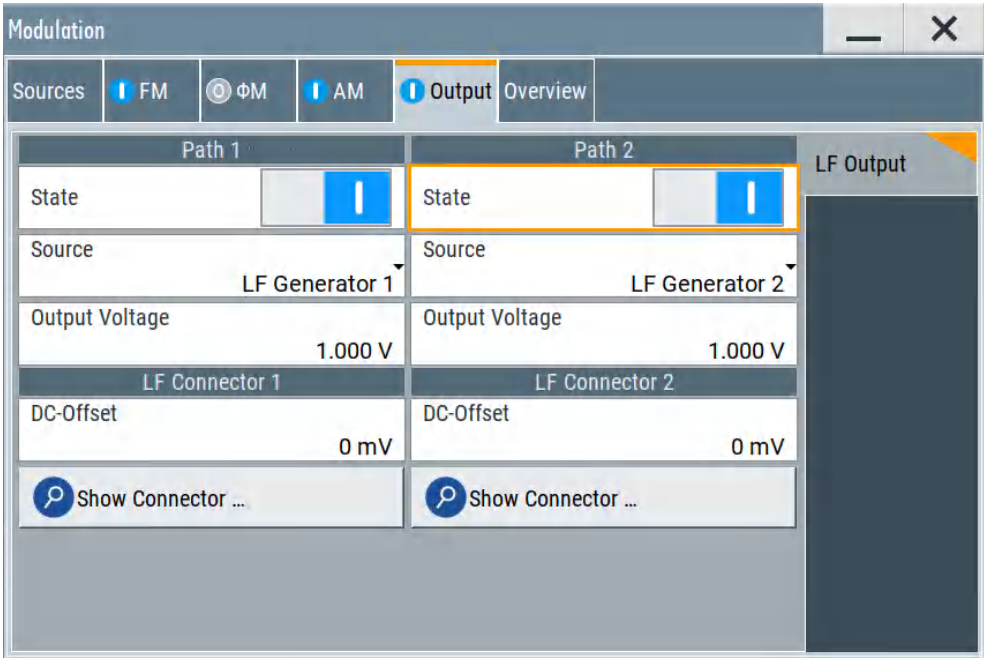 Modulation
Sources FM ΦM AM Output Overview
Path 1 Path 2 LF Output
State State
Source Source
LF Generator 1 LF Generator 2
Output Voltage Output Voltage
1.000 V 1.000 V
LF Connector 1 LF Connector 2
DC-Offset DC-Offset
0 mV 0 mV
Show Connector ... Show Connector ...